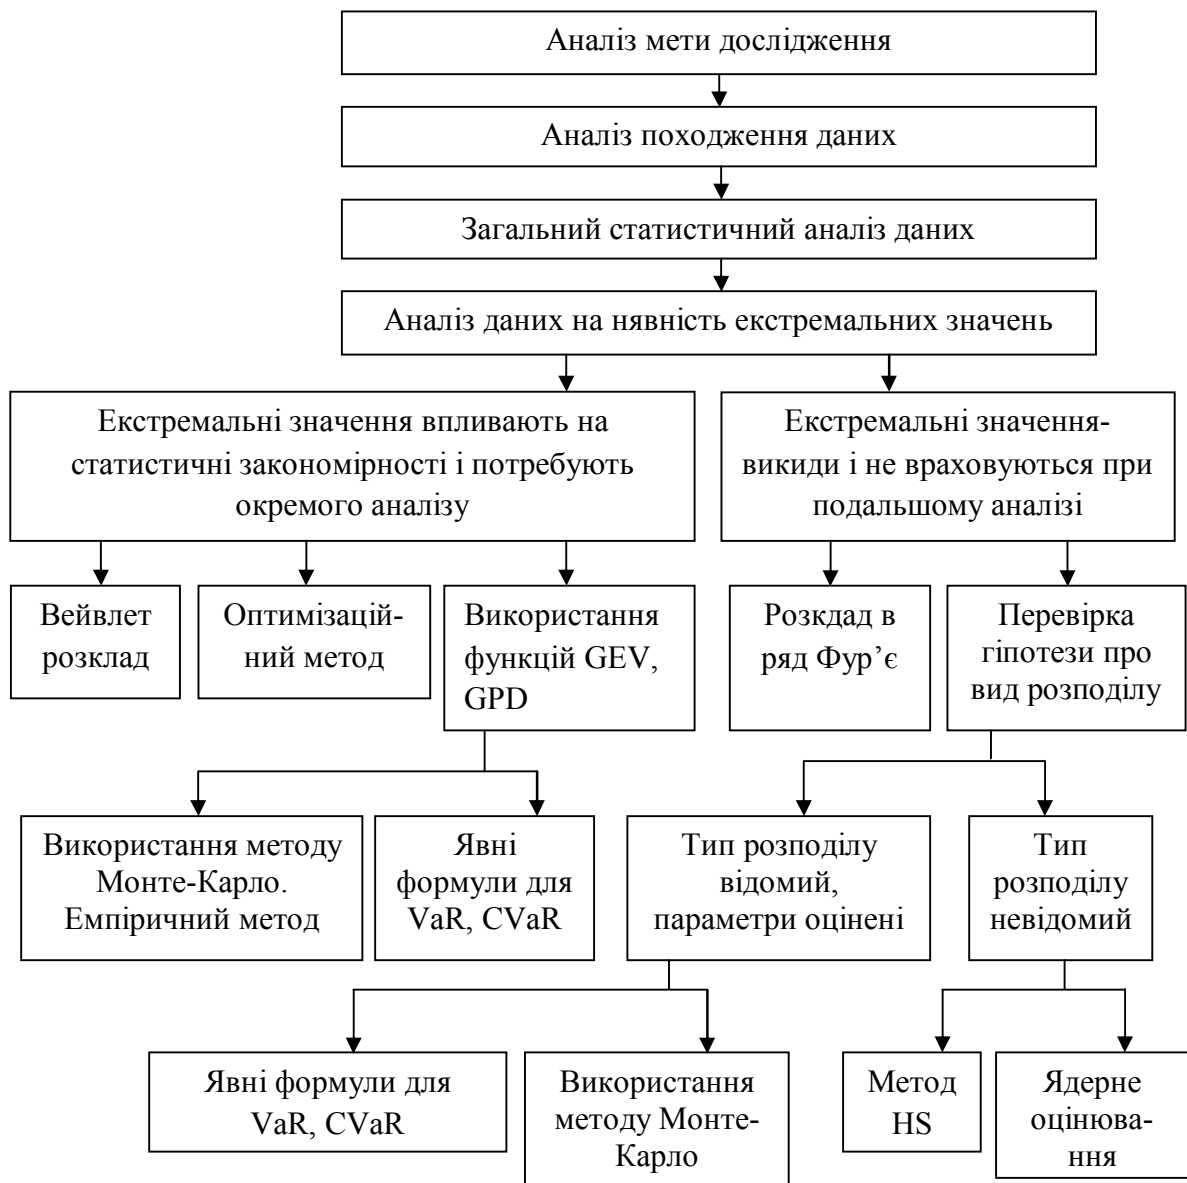 Аналіз мети дослідження
Аналіз походження даних
Загальний статистичний аналіз даних
Аналіз даних на нявність екстремальних значень
Екстремальні значення впливають на
статистичні закономірності і потребують
окремого аналізу
Екстремальні значення-
викиди і не враховуються при
подальшому аналізі
Вейвлет
розклад
Оптимізацій-
ний метод
Використання
функцій GEV,
GPD
Розкдад в
ряд Фур’є
Перевірка
гіпотези про
вид розподілу
Використання методу
Монте-Карло.
Емпіричний метод
Явні
формули для
VaR, CVaR
Тип розподілу
відомий,
параметри оцінені
Тип
розподілу
невідомий
Явні формули для
VaR, CVaR
Використання
методу Монте-
Карло
Метод
HS
Ядерне
оцінюва-
ння